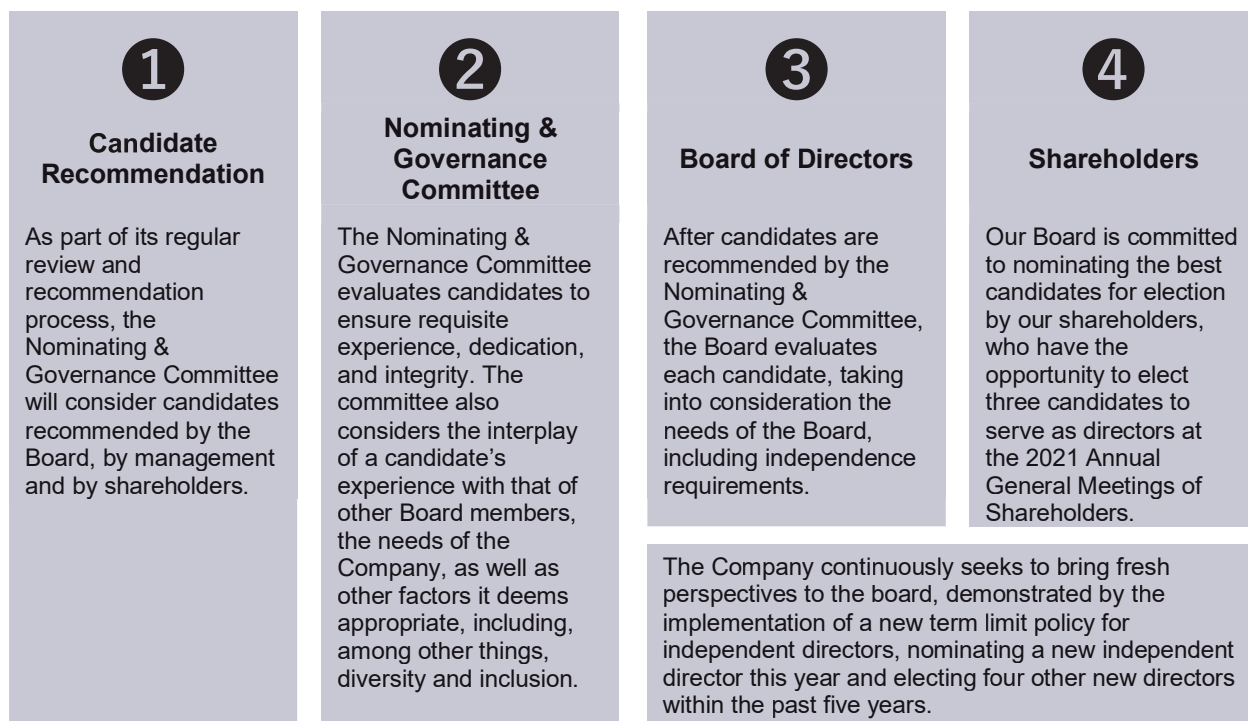 1
Candidate
Recommendation
As part of its regular
review and
recommendation
process, the
Nominating &
Governance Committee
will consider candidates
recommended by the
Board, by management
and by shareholders.
2
Nominating &
Governance
Committee
The Nominating &
Governance Committee
evaluates candidates to
ensure requisite
experience, dedication,
and integrity. The
committee also
considers the interplay
of a candidate’s
experience with that of
other Board members,
the needs of the
Company, as well as
other factors it deems
appropriate, including,
among other things,
diversity and inclusion.
3
Board of Directors
After candidates are
recommended by the
Nominating &
Governance Committee,
the Board evaluates
each candidate, taking
into consideration the
needs of the Board,
including independence
requirements.
4
Shareholders
Our Board is committed
to nominating the best
candidates for election
by our shareholders,
who have the
opportunity to elect
three candidates to
serve as directors at
the 2021 Annual
General Meetings of
Shareholders.
The Company continuously seeks to bring fresh
perspectives to the board, demonstrated by the
implementation of a new term limit policy for
independent directors, nominating a new independent
director this year and electing four other new directors
within the past five years.